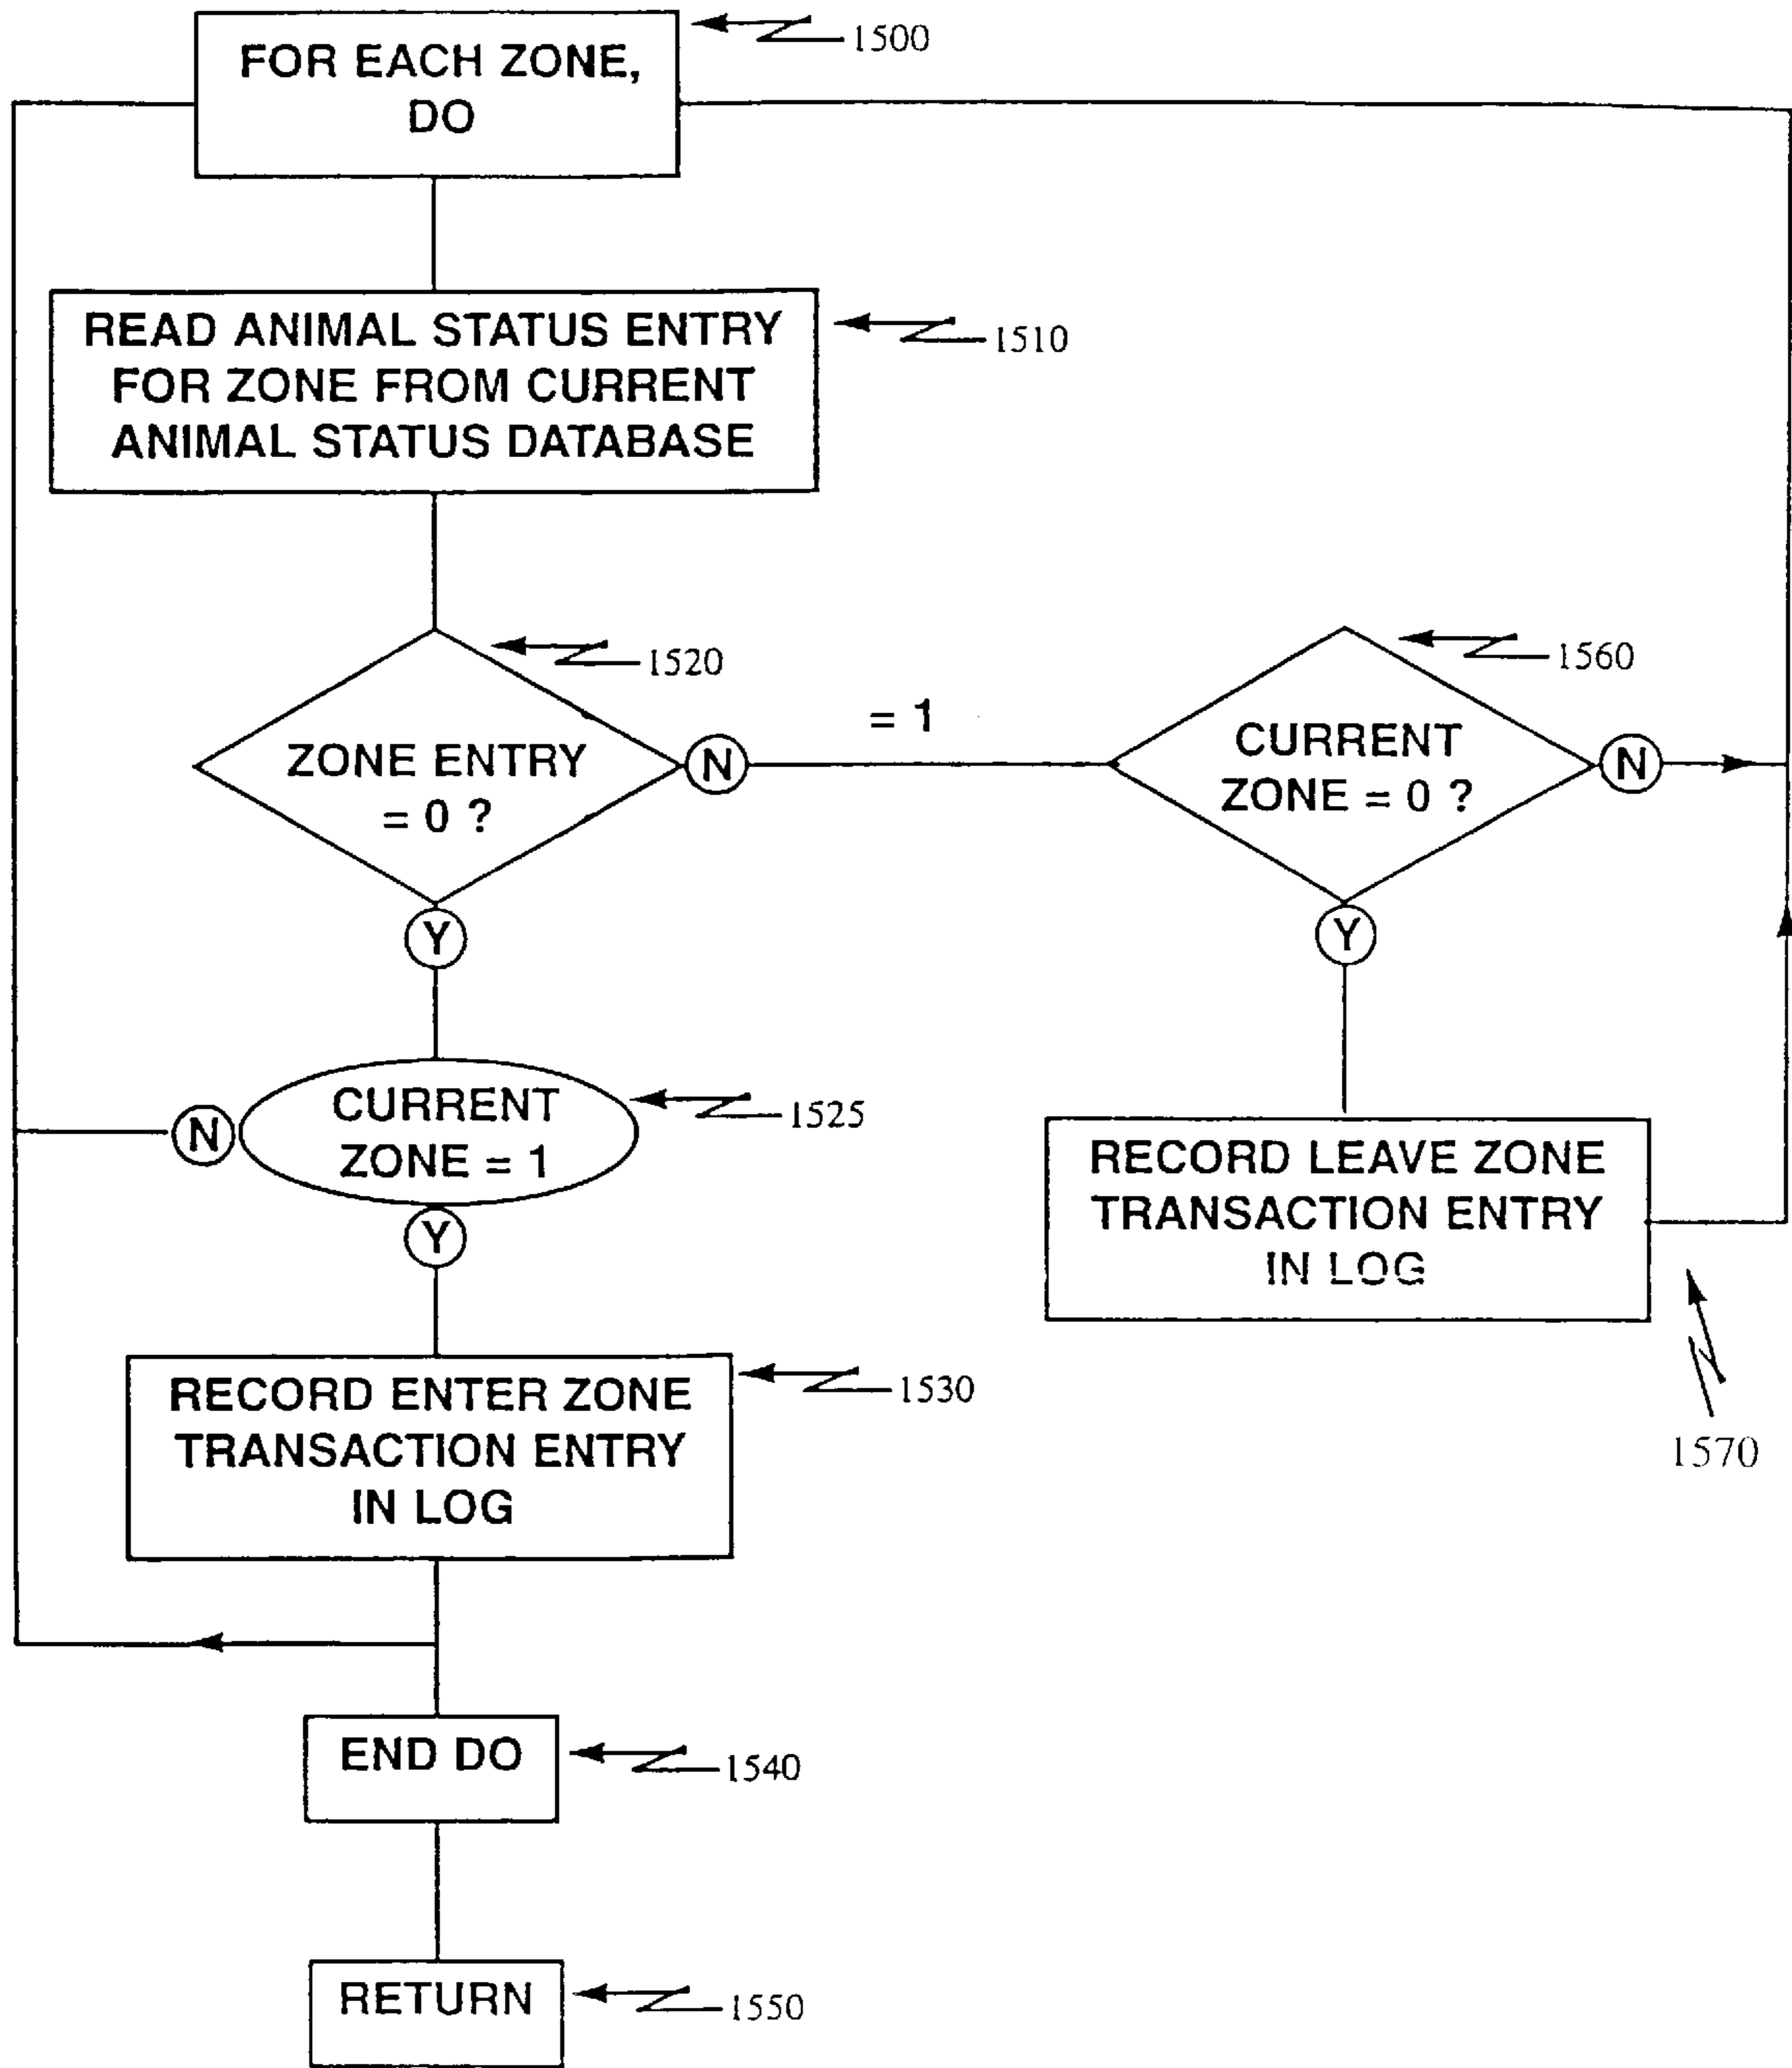 FOR EACH ZONE,
DO
1500
READ ANIMAL STATUS ENTRY
FOR ZONE FROM CURRENT
ANIMAL STATUS DATABASE
1510
ZONE ENTRY
= 0 ?
1520
N
= 1
CURRENT
ZONE = 0 ?
1560
N
Y
Y
CURRENT
ZONE = 1
1525
N
Y
RECORD LEAVE ZONE
TRANSACTION ENTRY
IN LOG
1570
RECORD ENTER ZONE
TRANSACTION ENTRY
IN LOG
1530
END DO
1540
RETURN
1550